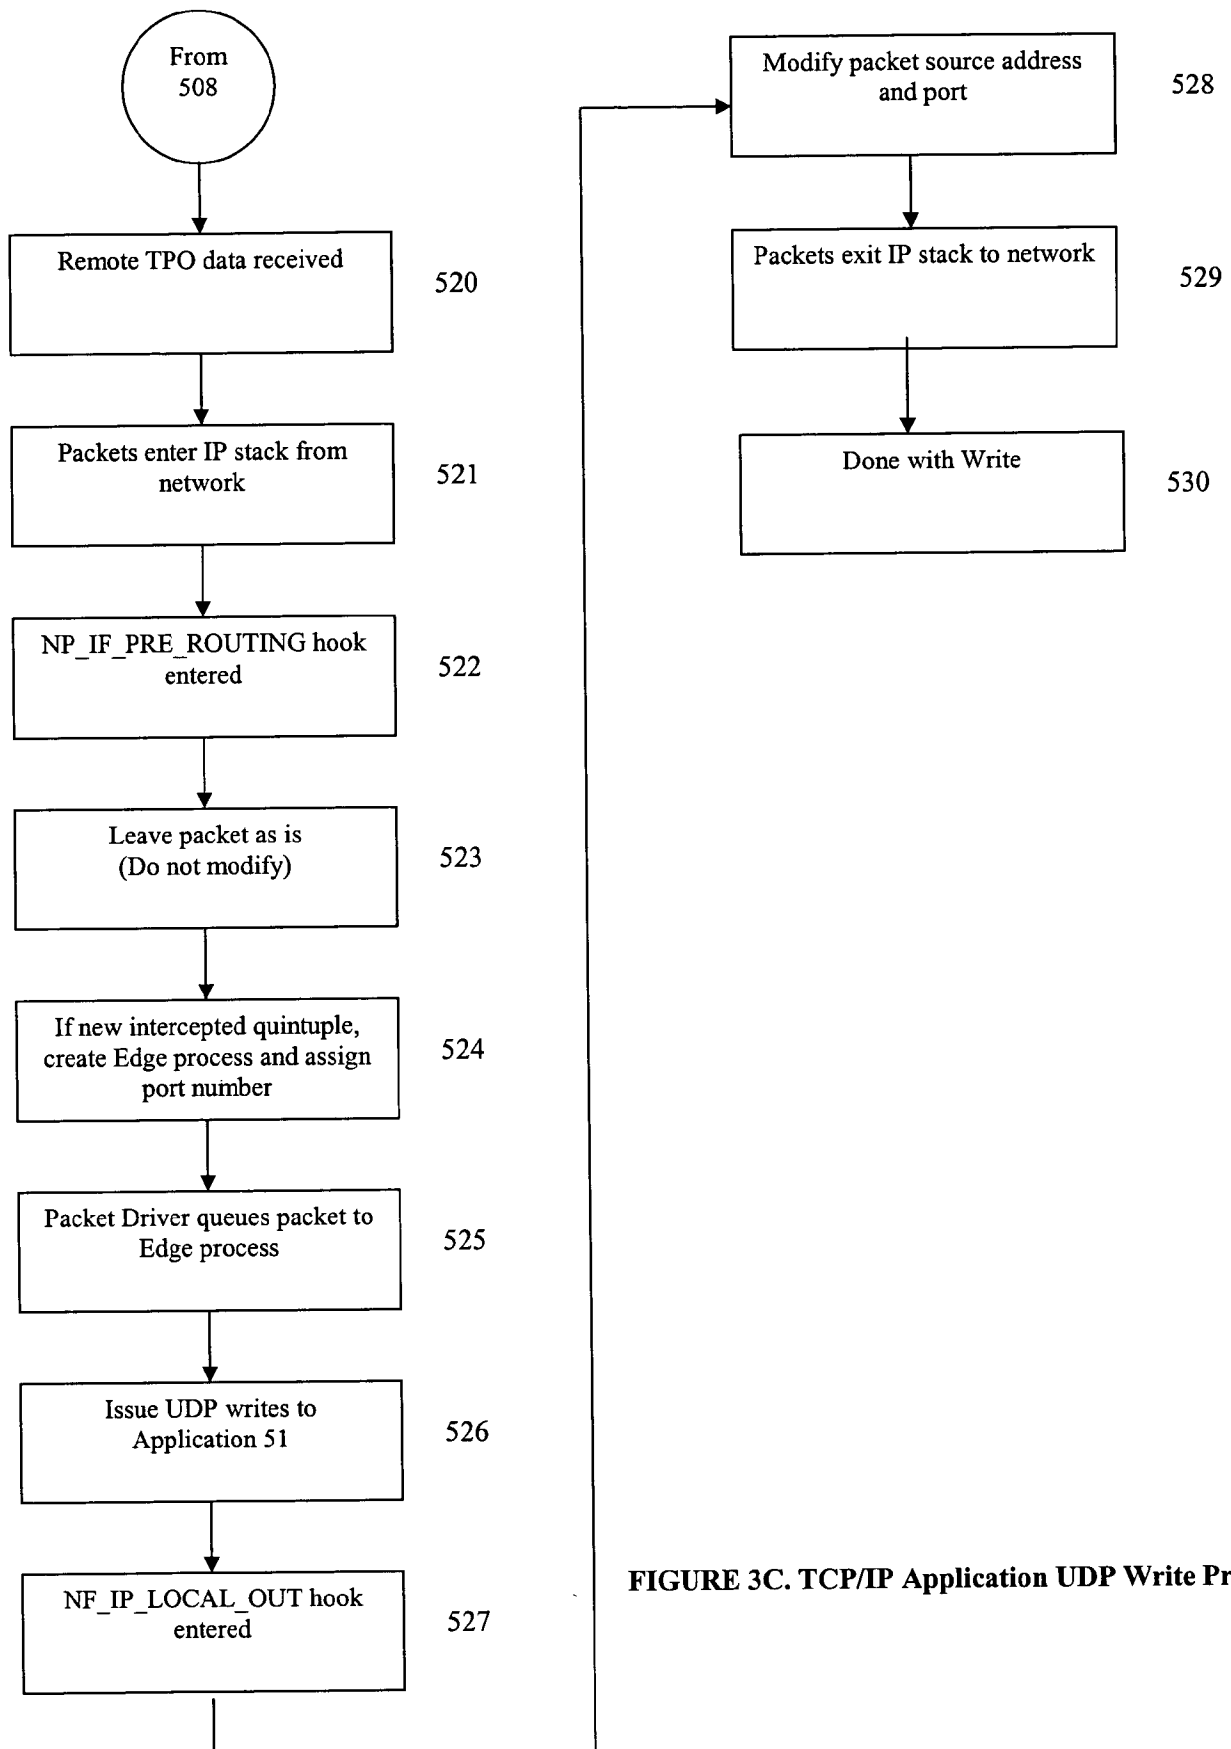 From
508
Remote TPO data received
520
Packets enter IP stack from
network
521
NP_IF_PRE_ROUTING hook
entered
522
Leave packet as is
(Do not modify)
523
If new intercepted quintuple,
create Edge process and assign
port number
524
Packet Driver queues packet to
Edge process
525
Issue UDP writes to
Application 51
526
NF_IP_LOCAL_OUT hook
entered
527
Modify packet source address
and port
528
Packets exit IP stack to network
529
Done with Write
530
FIGURE 3C. TCP/IP Application UDP Write Pr